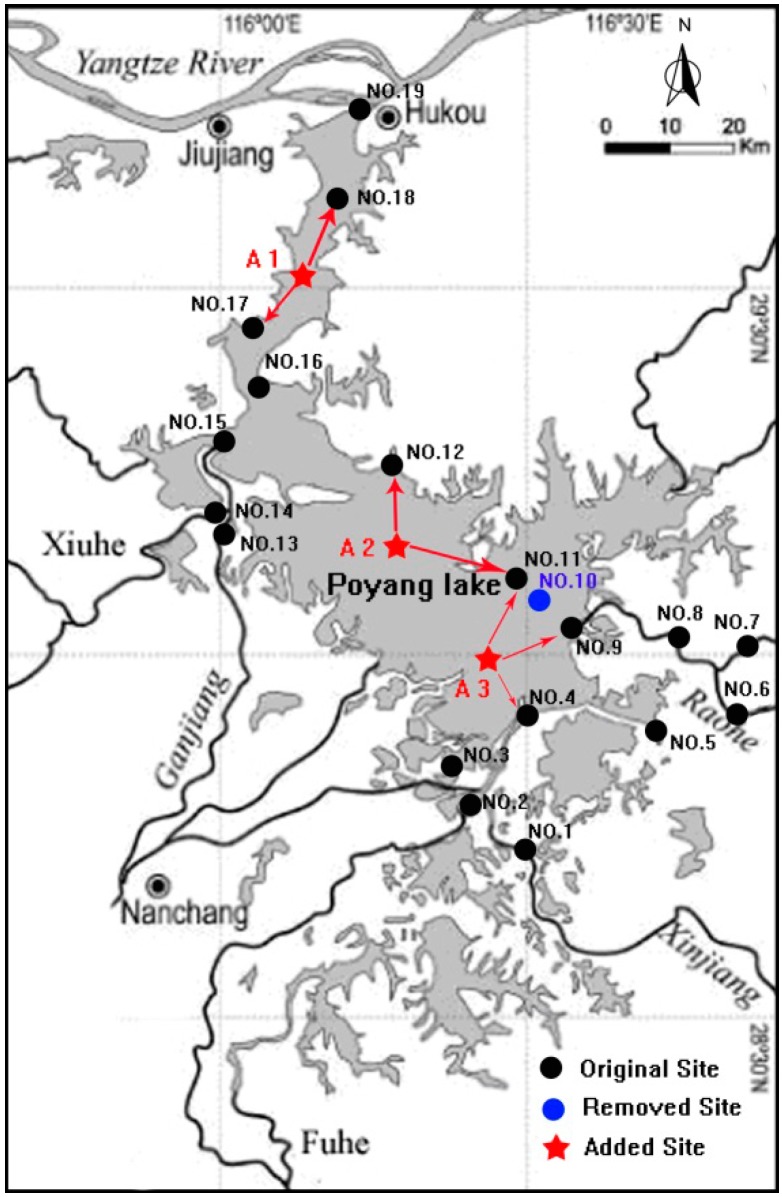 116°00'E
116°30'E
Yangtze River
N
NO.19
Hukou
Jiujiang
0 10 20
Km
NO.18
A 1
NO.17
29°30'N
NO.16
NO.15
NO.12
NO.14
Xiuhe
NO.13
A 2
NO.11
Poyang lake
NO.10
NO.8
NO.7
NO.9
A 3
NO.6
NO.4
Raohe
NO.5
Ganjiang
NO.3
NO.2
NO.1
Nanchang
Xinjiang
28°30'N
Original Site
Removed Site
Added Site
Fuhe